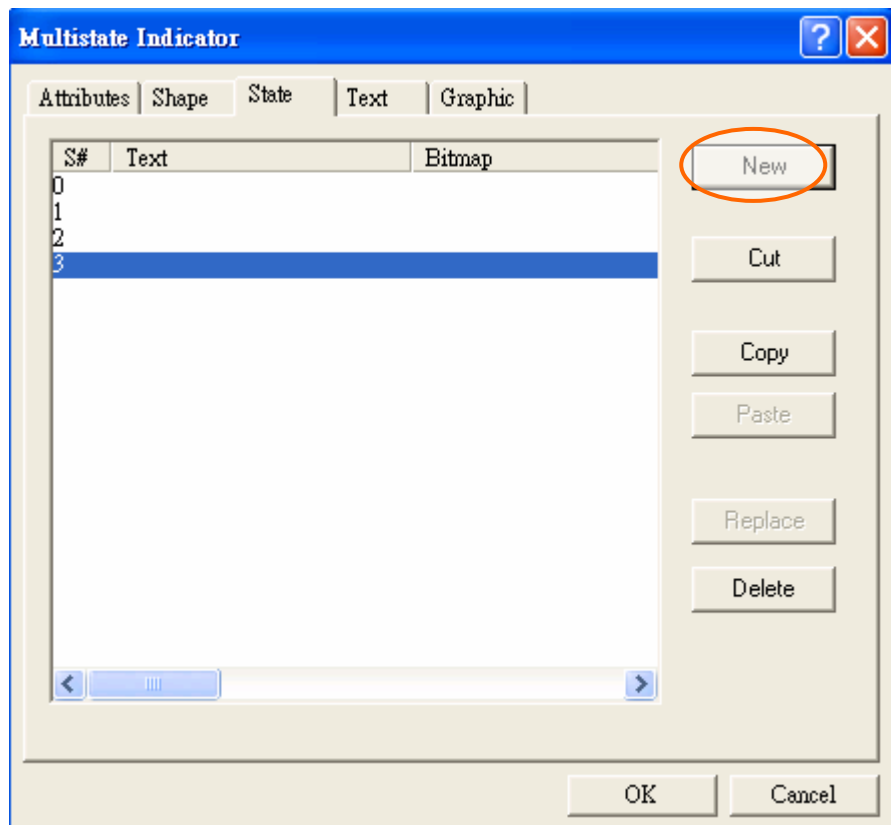 Multistate Indicator
Attributes Shape State Text Graphic
S# Text Bitmap
0
1
2
3
New
Cut
Copy
Paste
Replace
Delete
OK Cancel